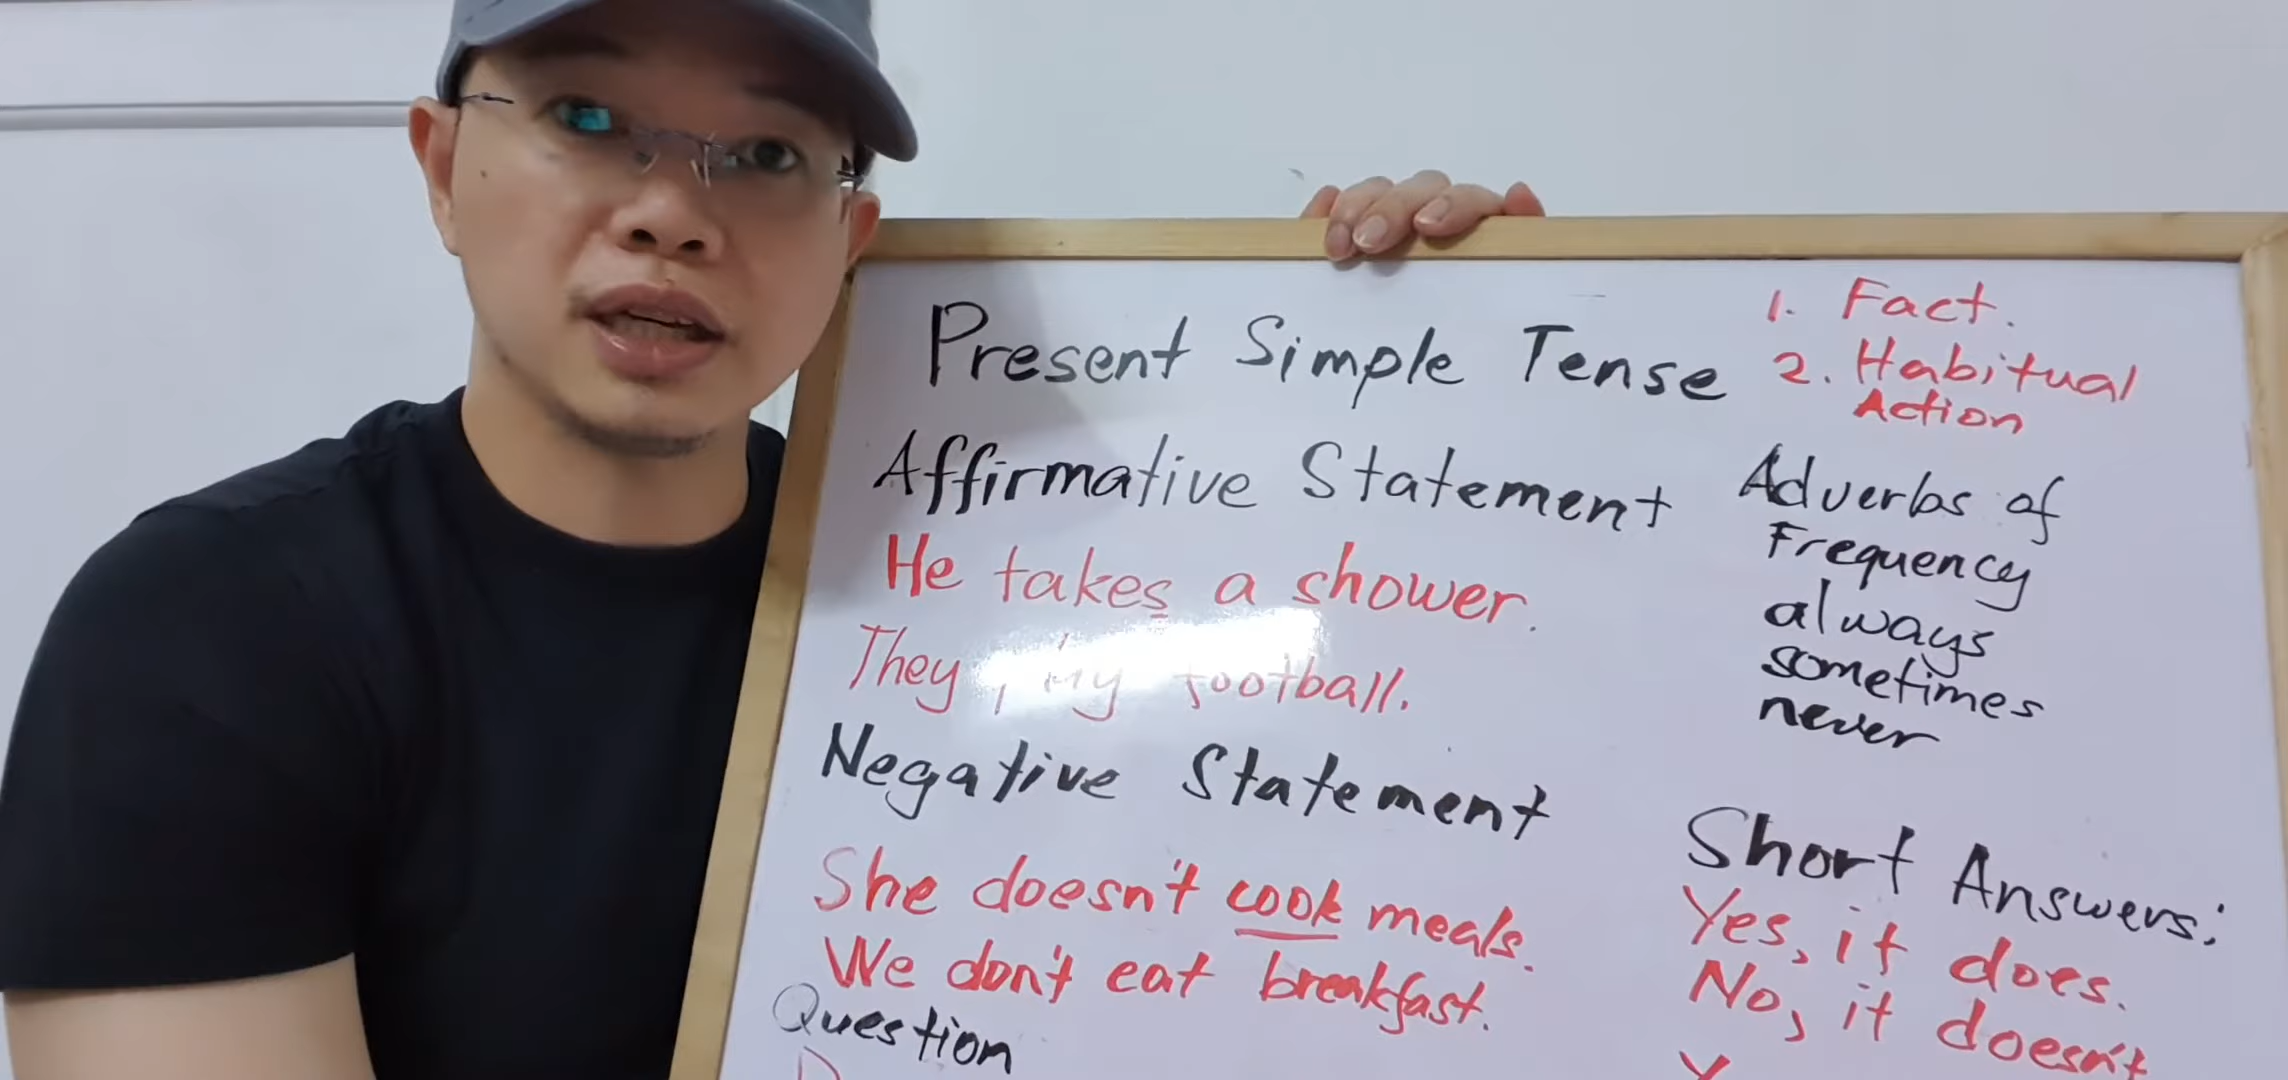 Present Simple Tense
Affirmative Statement
He takes a shower.
They football.
Negative Statement
She doesn't cook meals.
We don't eat breakfast.
Question
1. Fact.
2. Habitual
Action
Adverbs of
Frequency
always
sometimes
never
Short Answers:
Yes, it does.
No, it doesn't